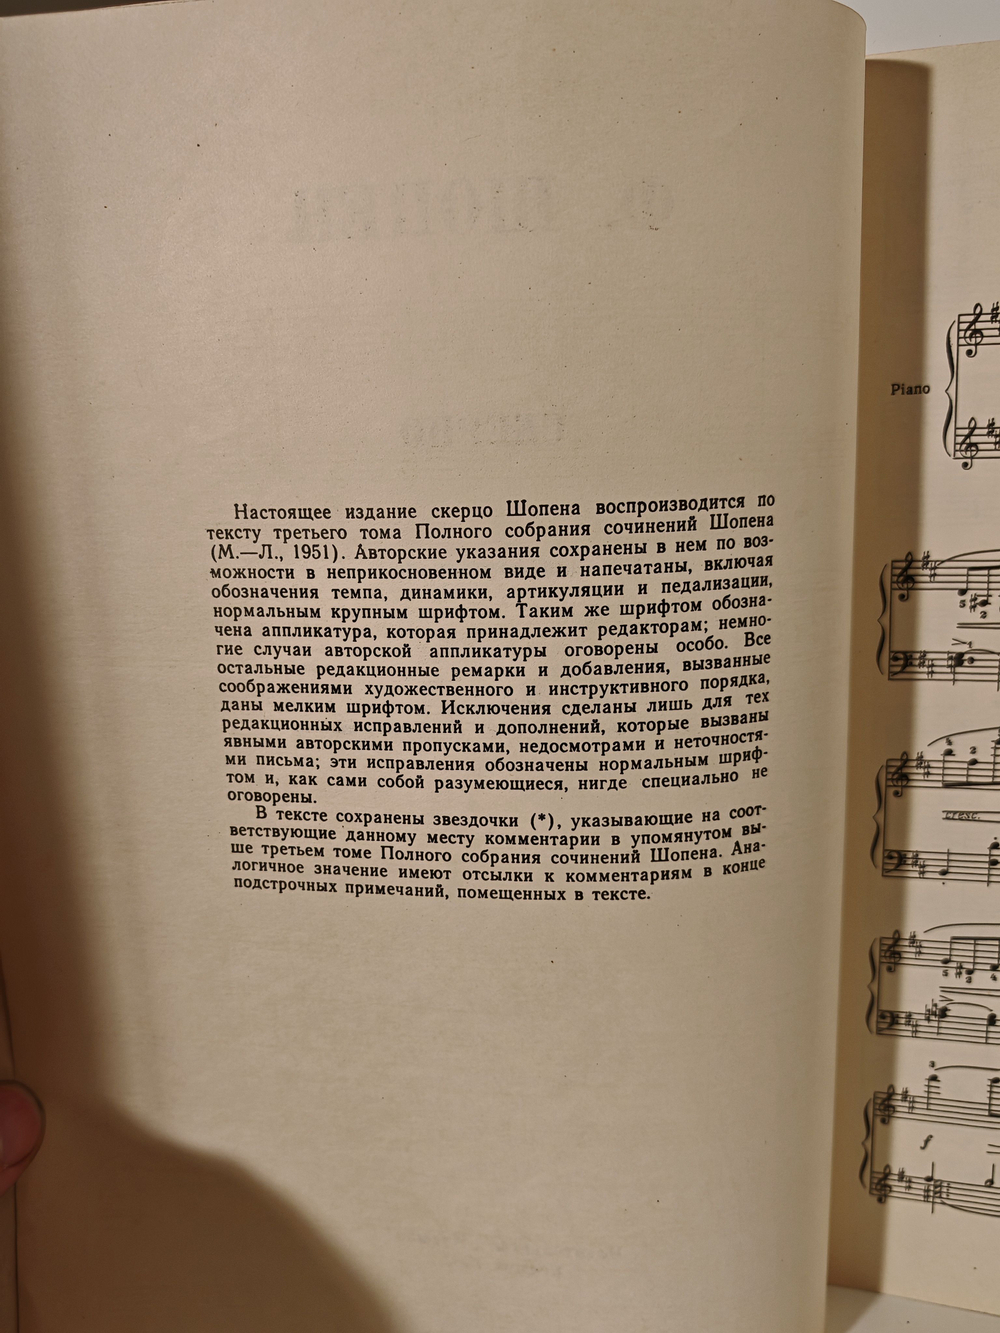 Настоящее издание скерцо Шопена воспроизводится по
тексту третьего тома Полного собрания сочинений Шопена
(М.—Л., 1951). Авторские указания сохранены в нем по воз-
можности в неприкосновенном виде и напечатаны, включая
обозначения темпа, динамики, артикуляции и педализации,
нормальным крупным шрифтом. Таким же шрифтом обозна-
чена аппликатура, которая принадлежит редакторам; немно-
гие случаи авторской аппликатуры оговорены особо. Все
остальные редакционные ремарки и добавления, вызванные
соображениями художественного и инструктивного порядка,
даны мелким шрифтом. Исключения сделаны лишь для тех
редакционных исправлений и дополнений, которые вызваны
явными авторскими пропусками, недосмотрами и неточностя-
ми письма; эти исправления обозначены нормальным шриф-
том и, как сами собой разумеющиеся, нигде специально не
оговорены.
В тексте сохранены звездочки (*), указывающие на соот-
ветствующие данному месту комментарии в упомянутом вы-
ше третьем томе Полного собрания сочинений Шопена. Ана-
логичное значение имеют отсылки к комментариям в конце
подстрочных примечаний, помещенных в тексте.
Piano
cresc.
f